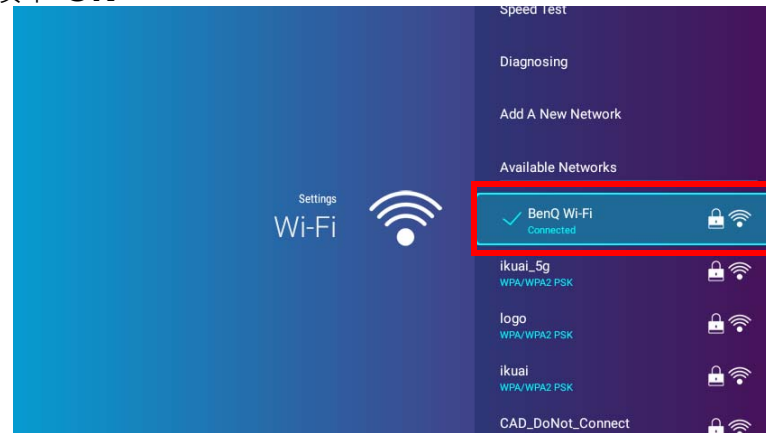 Speed Test
Diagnosing
Add A New Network
Available Networks
Settings
Wi-Fi
BenQ Wi-Fi
Connected
ikuai_5g
WPA/WPA2 PSK
logo
WPA/WPA2 PSK
ikuai
WPA/WPA2 PSK
CAD_DoNot_Connect